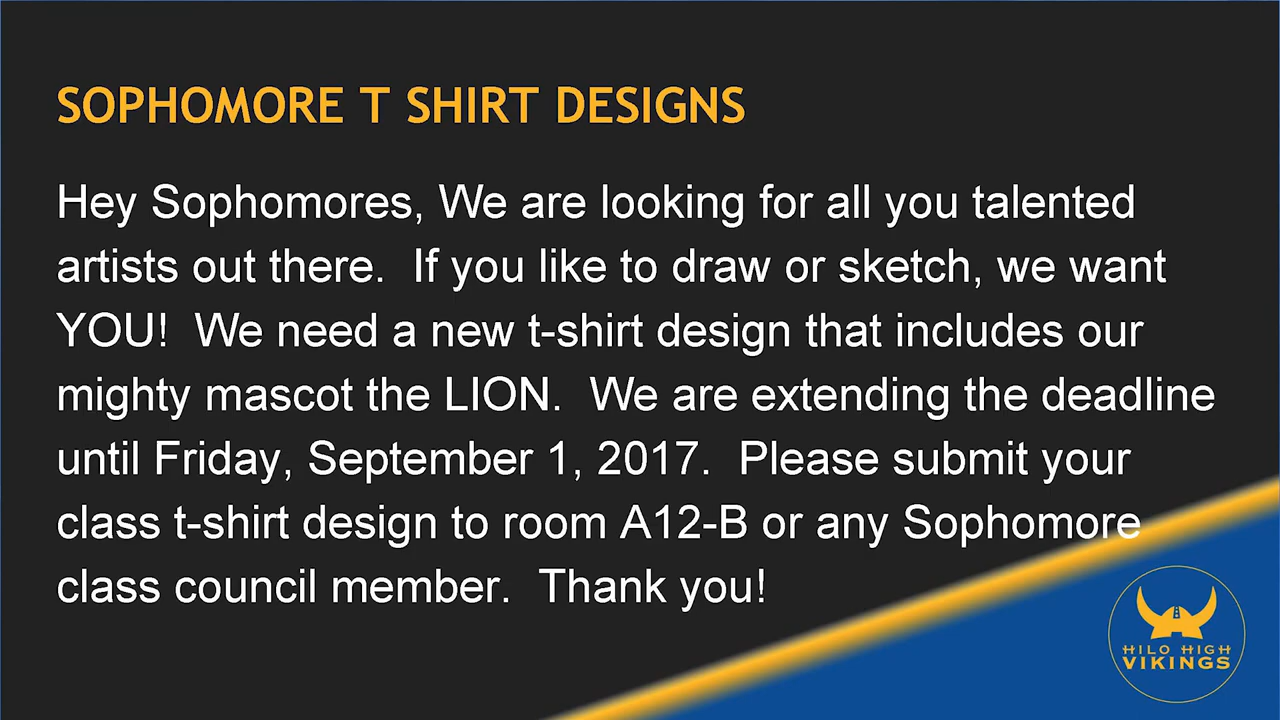 SOPHOMORE T SHIRT DESIGNS
Hey Sophomores, We are looking for all you talented
artists out there.  If you like to draw or sketch, we want
YOU!  We need a new t-shirt design that includes our
mighty mascot the LION.  We are extending the deadline
until Friday, September 1, 2017.  Please submit your
class t-shirt design to room A12-B or any Sophomore
class council member.  Thank you!
HILO HIGH
VIKINGS